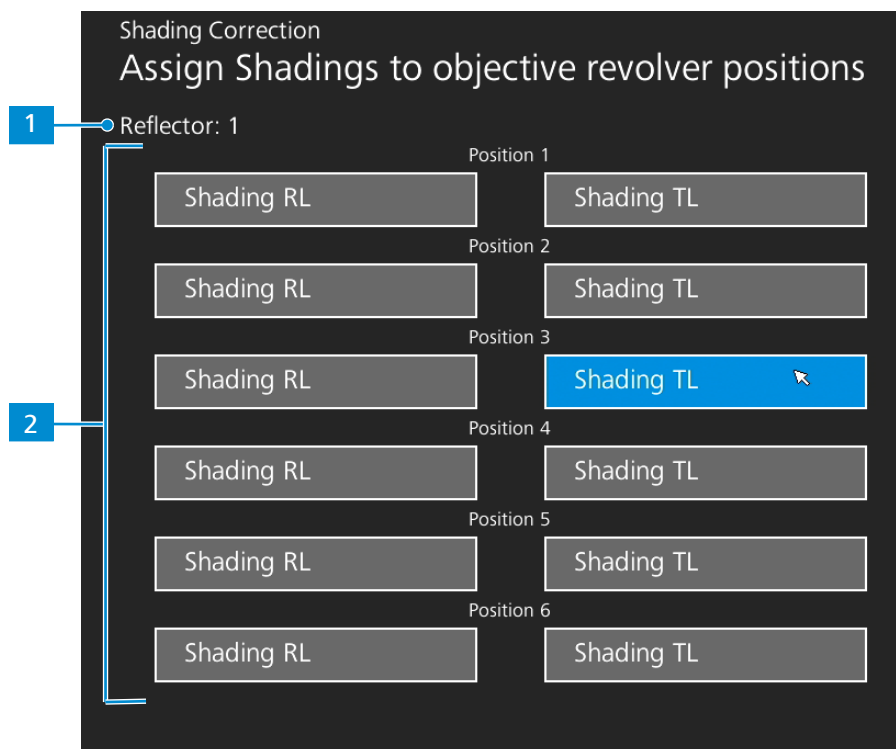 Shading Correction
Assign Shadings to objective revolver positions
1
Reflector: 1
Position 1
Shading RL
Shading TL
Position 2
Shading RL
Shading TL
Position 3
Shading RL
Shading TL
2
Position 4
Shading RL
Shading TL
Position 5
Shading RL
Shading TL
Position 6
Shading RL
Shading TL